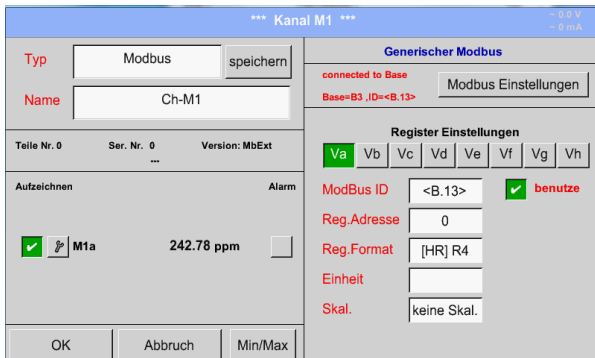 *** Kanal M1 ***
~ 0.0 V
~ 0 mA
Typ
Modbus
speichern
Name
Ch-M1
Teile Nr. 0 Ser. Nr. 0 Version: MbExt
...
Aufzeichnen Alarm
M1a 242.78 ppm
OK Abbruch Min/Max
Generischer Modbus
connected to Base
Base=B3 ,ID=<B.13>
Modbus Einstellungen
Register Einstellungen
Va Vb Vc Vd Ve Vf Vg Vh
ModBus ID <B.13> benutze
Reg.Adresse 0
Reg.Format [HR] R4
Einheit
Skal. keine Skal.